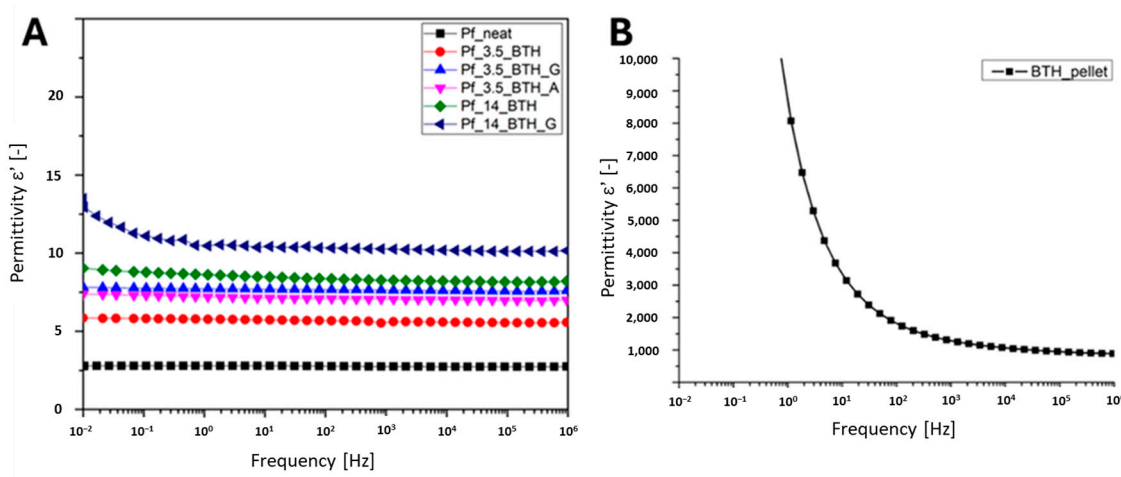 A
Permittivity ε’ [-]
20
15
10
5
0
Pf_neat
Pf_3.5_BTH
Pf_3.5_BTH_G
Pf_3.5_BTH_A
Pf_14_BTH
Pf_14_BTH_G
10⁻² 10⁻¹ 10⁰ 10¹ 10² 10³ 10⁴ 10⁵ 10⁶
Frequency [Hz]
B
Permittivity ε’ [-]
10,000
9,000
8,000
7,000
6,000
5,000
4,000
3,000
2,000
1,000
BTH_pellet
10⁻² 10⁻¹ 10⁰ 10¹ 10² 10³ 10⁴ 10⁵
Frequency [Hz]